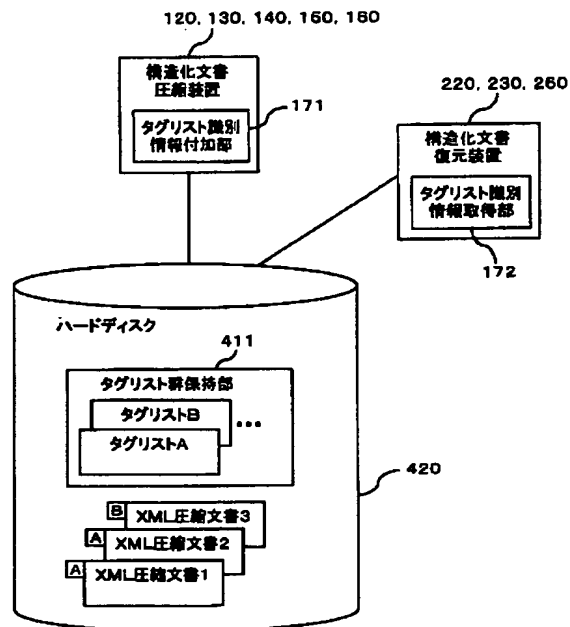 120, 130, 140, 150, 160
構造化文書
圧縮装置
タグリスト識別
情報付加部
171
220, 230, 260
構造化文書
復元装置
タグリスト識別
情報取得部
172
ハードディスク
411
タグリスト群保持部
タグリストB
•••
タグリストA
420
B
XML圧縮文書3
A
XML圧縮文書2
A
XML圧縮文書1